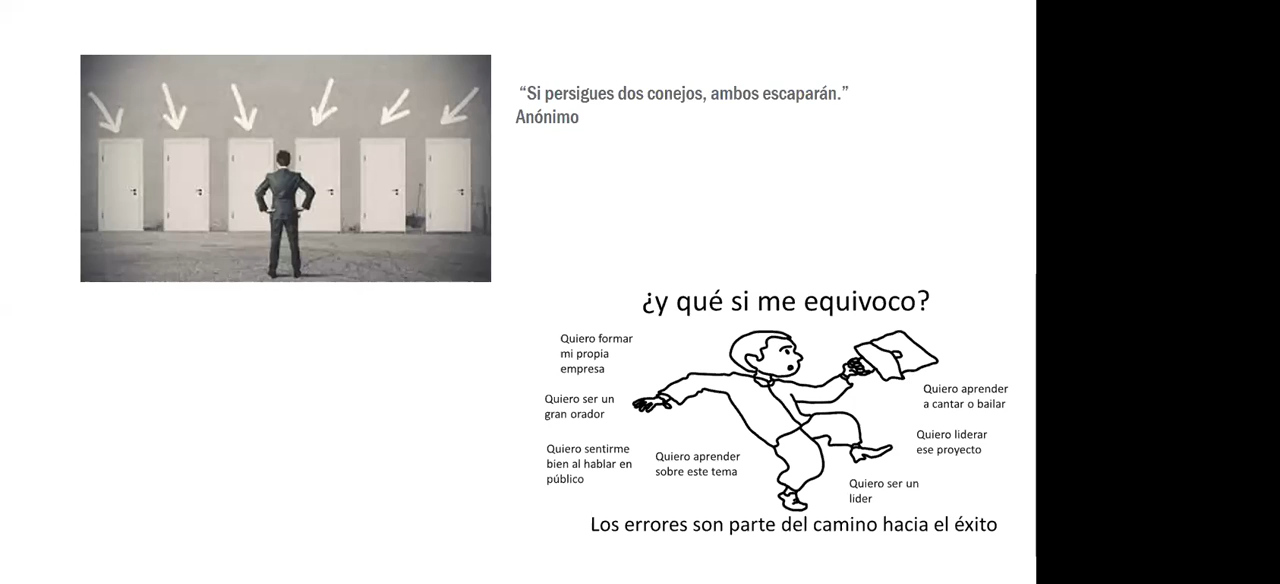 “Si persigues dos conejos, ambos escaparán.”
Anónimo
¿y qué si me equivoco?
Quiero formar
mi propia
empresa
Quiero ser un
gran orador
Quiero sentirme
bien al hablar en
público
Quiero aprender
sobre este tema
Quiero aprender
a cantar o bailar
Quiero liderar
ese proyecto
Quiero ser un
lider
Los errores son parte del camino hacia el éxito